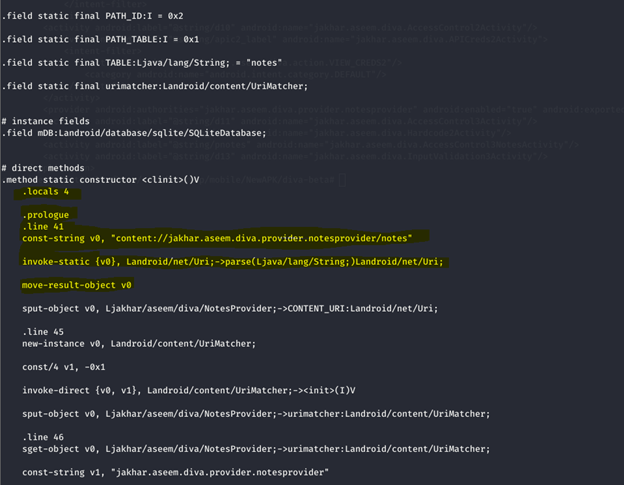 .field static final PATH_ID:I = 0x2
.field static final PATH_TABLE:I = 0x1
.field static final TABLE:Ljava/lang/String; = "notes"
.field static final urimatcher:Landroid/content/UriMatcher;
# instance fields
.field mDB:Landroid/database/sqlite/SQLiteDatabase;
# direct methods
.method static constructor <clinit>()V
.locals 4
.prologue
.line 41
const-string v0, "content://jakhar.aseem.diva.provider.notesprovider/notes"
invoke-static {v0}, Landroid/net/Uri;->parse(Ljava/lang/String;)Landroid/net/Uri;
move-result-object v0
sput-object v0, Ljakhar/aseem/diva/NotesProvider;->CONTENT_URI:Landroid/net/Uri;
.line 45
new-instance v0, Landroid/content/UriMatcher;
const/4 v1, -0x1
invoke-direct {v0, v1}, Landroid/content/UriMatcher;-><init>(I)V
sput-object v0, Ljakhar/aseem/diva/NotesProvider;->urimatcher:Landroid/content/UriMatcher;
.line 46
sget-object v0, Ljakhar/aseem/diva/NotesProvider;->urimatcher:Landroid/content/UriMatcher;
const-string v1, "jakhar.aseem.diva.provider.notesprovider"